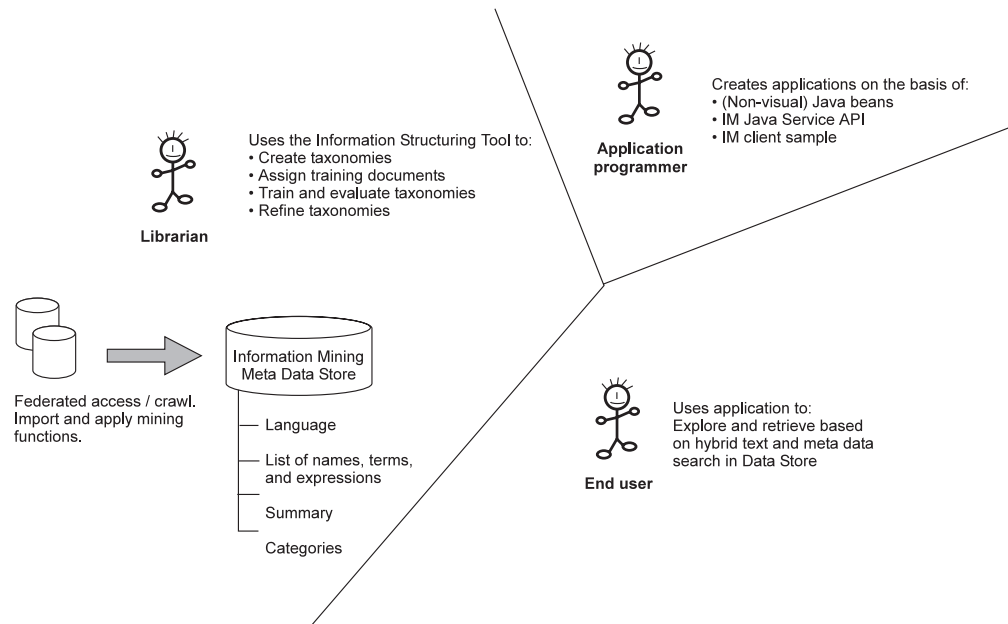 Uses the Information Structuring Tool to:
• Create taxonomies
• Assign training documents
• Train and evaluate taxonomies
• Refine taxonomies
Librarian
Creates applications on the basis of:
• (Non-visual) Java beans
• IM Java Service API
• IM client sample
Application
programmer
Federated access / crawl.
Import and apply mining
functions.
Information Mining
Meta Data Store
Language
List of names, terms,
and expressions
Summary
Categories
Uses application to:
Explore and retrieve based
on hybrid text and meta data
search in Data Store
End user